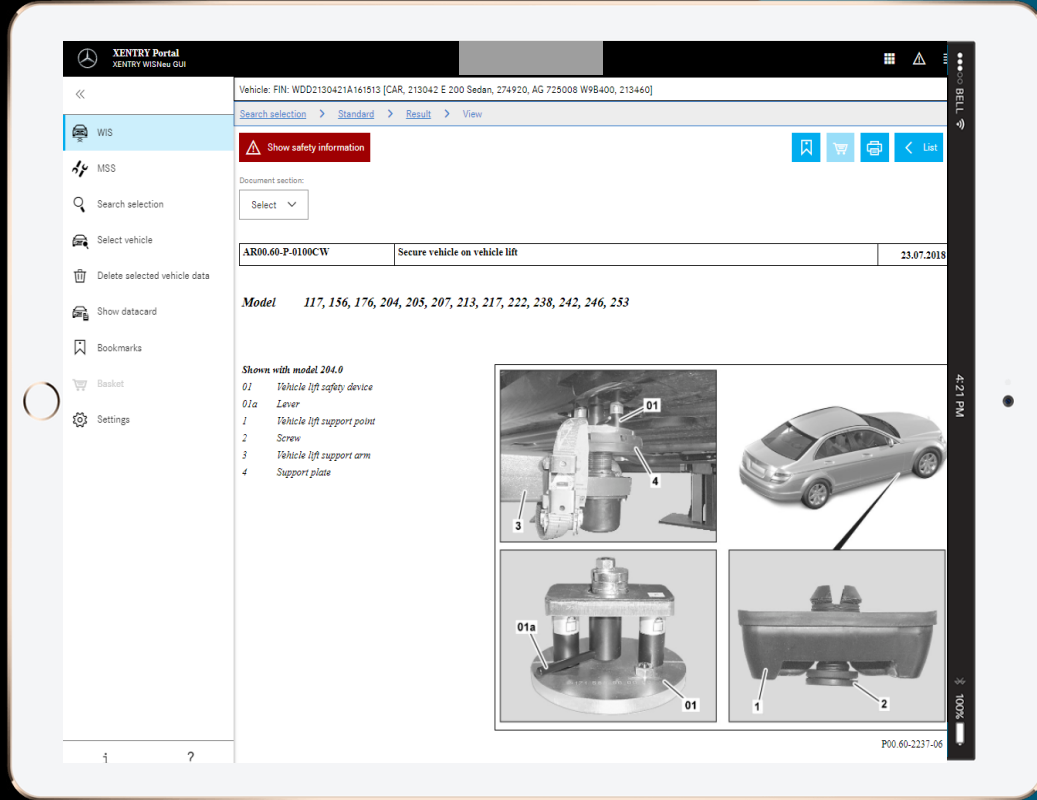 XENTRY Portal
XENTRY WISNeu GUI
WIS
MSS
Search selection
Select vehicle
Delete selected vehicle data
Show datacard
Bookmarks
Basket
Settings
i ?
Vehicle: FIN: WDD2130421A161513 [CAR, 213042 E 200 Sedan, 274920, AG 725008 W9B400, 213460]
Search selection > Standard > Result > View
Show safety information
List
Document section:
Select
AR00.60-P-0100CW Secure vehicle on vehicle lift 23.07.2018
Model 117, 156, 176, 204, 205, 207, 213, 217, 222, 238, 242, 246, 253
Shown with model 204.0
01 Vehicle lift safety device
01a Lever
1 Vehicle lift support point
2 Screw
3 Vehicle lift support arm
4 Support plate
01
4
3
01a
01
1
2
P00.60-2237-06
BELL
4:21 PM
100%